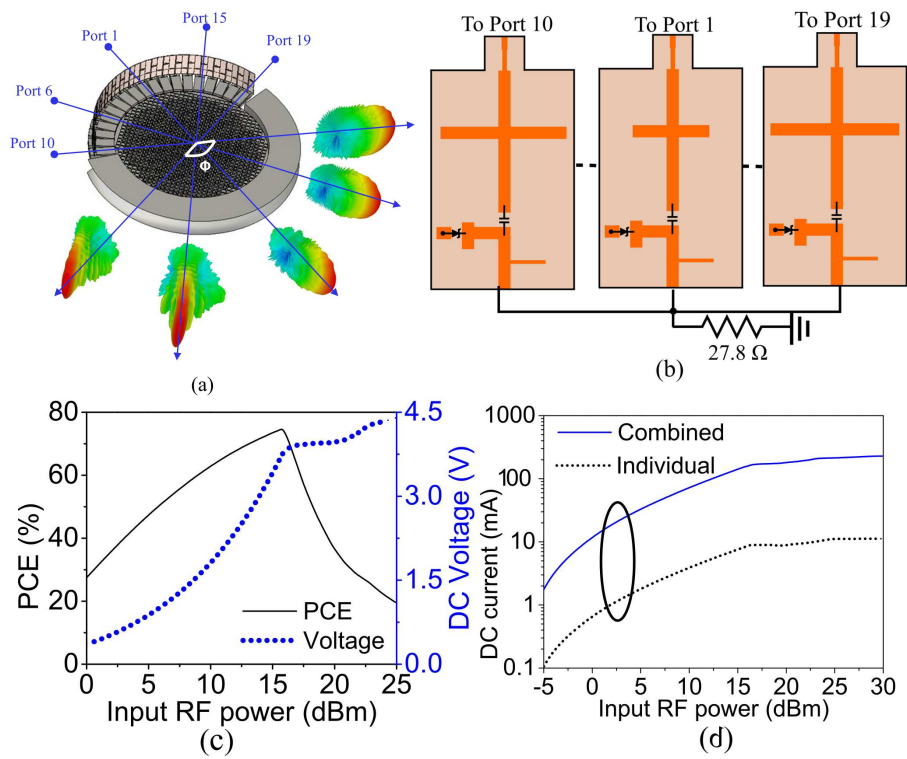 Port 15
Port 1
Port 19
Port 6
Port 10
Φ
(a)
To Port 10
To Port 1
To Port 19
27.8 Ω
(b)
80
60
40
20
0
PCE (%)
4.5
3.0
1.5
0.0
DC Voltage (V)
PCE
Voltage
0 5 10 15 20 25
Input RF power (dBm)
(c)
1000
100
10
1
0.1
DC current (mA)
Combined
Individual
-5 0 5 10 15 20 25 30
Input RF power (dBm)
(d)